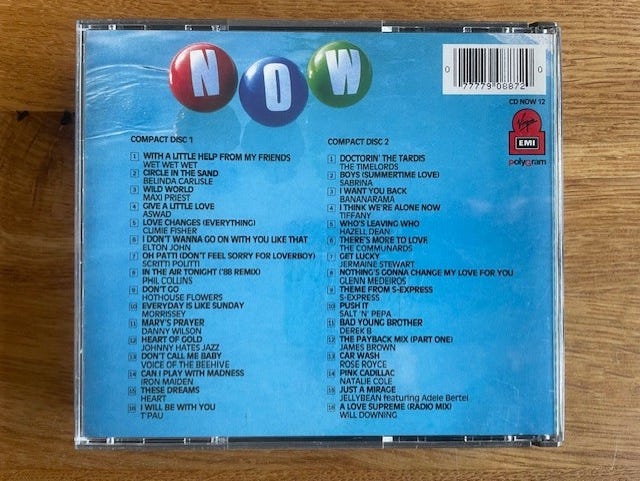 NOW
0 77779 08872 0
CD NOW 12
Virgin
EMI
polygram
COMPACT DISC 1
1 WITH A LITTLE HELP FROM MY FRIENDS
WET WET WET
2 CIRCLE IN THE SAND
BELINDA CARLISLE
3 WILD WORLD
MAXI PRIEST
4 GIVE A LITTLE LOVE
ASWAD
5 LOVE CHANGES (EVERYTHING)
CLIMIE FISHER
6 I DON'T WANNA GO ON WITH YOU LIKE THAT
ELTON JOHN
7 OH PATTI (DON'T FEEL SORRY FOR LOVERBOY)
SCRITTI POLITTI
8 IN THE AIR TONIGHT ('88 REMIX)
PHIL COLLINS
9 DON'T GO
HOTHOUSE FLOWERS
10 EVERYDAY IS LIKE SUNDAY
MORRISSEY
11 MARY'S PRAYER
DANNY WILSON
12 HEART OF GOLD
JOHNNY HATES JAZZ
13 DON'T CALL ME BABY
VOICE OF THE BEEHIVE
14 CAN I PLAY WITH MADNESS
IRON MAIDEN
15 THESE DREAMS
HEART
16 I WILL BE WITH YOU
T'PAU
COMPACT DISC 2
1 DOCTORIN' THE TARDIS
THE TIMELORDS
2 BOYS (SUMMERTIME LOVE)
SABRINA
3 I WANT YOU BACK
BANANARAMA
4 I THINK WE'RE ALONE NOW
TIFFANY
5 WHO'S LEAVING WHO
HAZELL DEAN
6 THERE'S MORE TO LOVE
THE COMMUNARDS
7 GET LUCKY
JERMAINE STEWART
8 NOTHING'S GONNA CHANGE MY LOVE FOR YOU
GLENN MEDEIROS
9 THEME FROM S-EXPRESS
S-EXPRESS
10 PUSH IT
SALT 'N' PEPA
11 BAD YOUNG BROTHER
DEREK B
12 THE PAYBACK MIX (PART ONE)
JAMES BROWN
13 CAR WASH
ROSE ROYCE
14 PINK CADILLAC
NATALIE COLE
15 JUST A MIRAGE
JELLYBEAN featuring Adele Bertel
16 A LOVE SUPREME (RADIO MIX)
WILL DOWNING